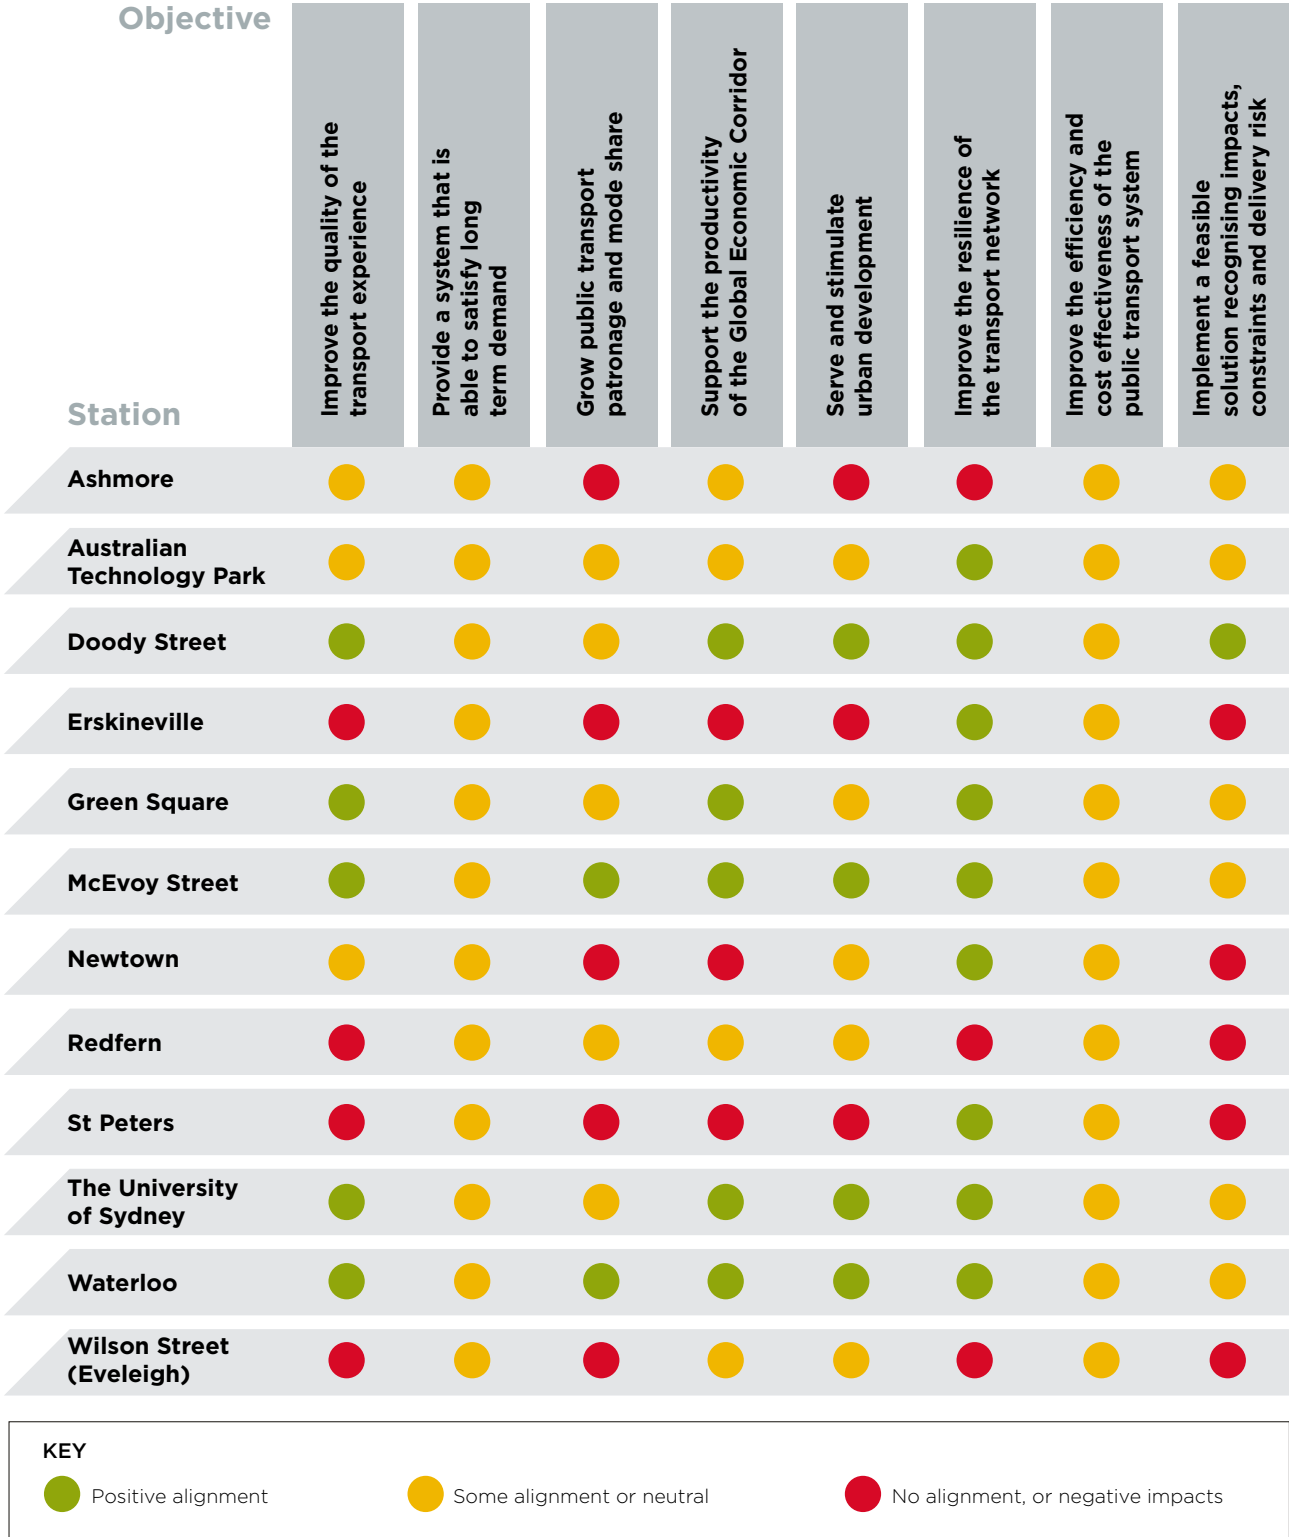 Objective
Improve the quality of the
transport experience
Provide a system that is
able to satisfy long
term demand
Grow public transport
patronage and mode share
Support the productivity
of the Global Economic Corridor
Serve and stimulate
urban development
Improve the resilience of
the transport network
Improve the efficiency and
cost effectiveness of the
public transport system
Implement a feasible
solution recognising impacts,
constraints and delivery risk
Station
Ashmore
Australian
Technology Park
Doody Street
Erskineville
Green Square
McEvoy Street
Newtown
Redfern
St Peters
The University
of Sydney
Waterloo
Wilson Street
(Eveleigh)
KEY
Positive alignment
Some alignment or neutral
No alignment, or negative impacts